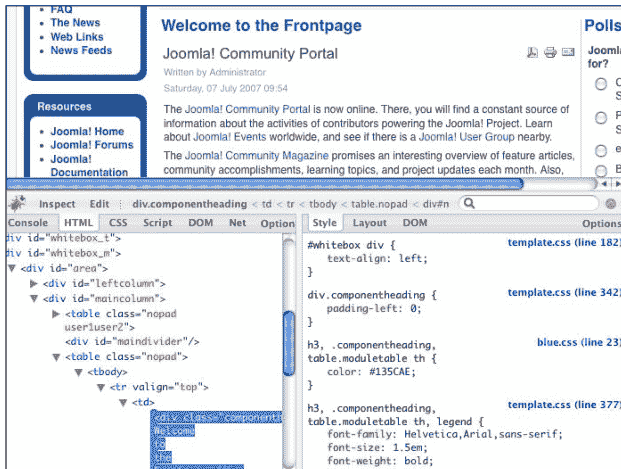 FAQ
The News
Web Links
News Feeds
Resources
Joomla! Home
Joomla! Forums
Joomla!
Documentation
Welcome to the Frontpage
Joomla! Community Portal
Written by Administrator
Saturday, 07 July 2007 09:54
The Joomla! Community Portal is now online. There, you will find a constant source of
information about the activities of contributors powering the Joomla! Project. Learn
about Joomla! Events worldwide, and see if there is a Joomla! User Group nearby.
The Joomla! Community Magazine promises an interesting overview of feature articles,
community accomplishments, learning topics, and project updates each month. Also,
Polls
Jooml
for?
C
S
P
S
e
B
Inspect Edit div.componentheading < td < tr < tbody < table.nopad < div#n
Console HTML CSS Script DOM Net Option
div id="whitebox_t">
div id="whitebox_m">
<div id="area">
<div id="leftcolumn">
<div id="maincolumn">
<table class="nopad
user1user2">
<div id="maindivider"/>
<table class="nopad">
<tbody>
<tr valign="top">
<td>
<div class="component
Welcome
to
the
Style Layout DOM Options
#whitebox div { template.css (line 182)
text-align: left;
}
div.componentheading { template.css (line 342)
padding-left: 0;
}
h3, .componentheading, blue.css (line 23)
table.moduletable th {
color: #135CAE;
}
h3, .componentheading, template.css (line 377)
table.moduletable th, legend {
font-family: Helvetica,Arial,sans-serif;
font-size: 1.5em;
font-weight: bold;